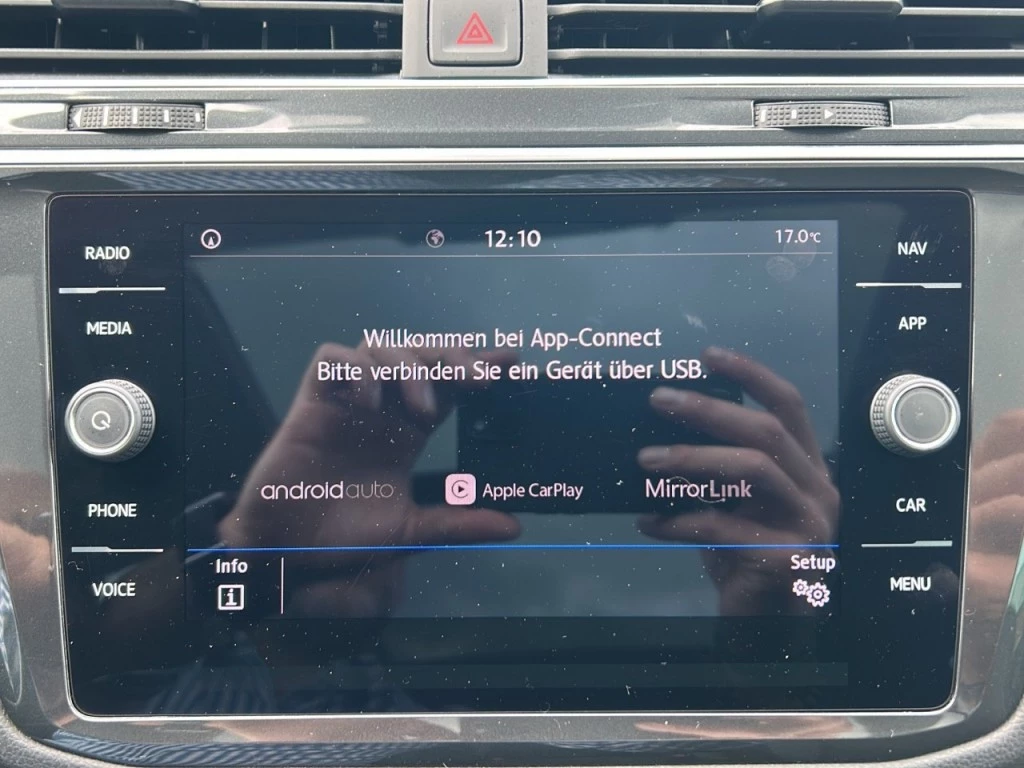 RADIO
MEDIA
PHONE
VOICE
12:10
17.0°C
Willkommen bei App-Connect
Bitte verbinden Sie ein Gerät über USB.
androidauto
Apple CarPlay
MirrorLink
Info
i
Setup
NAV
APP
CAR
MENU